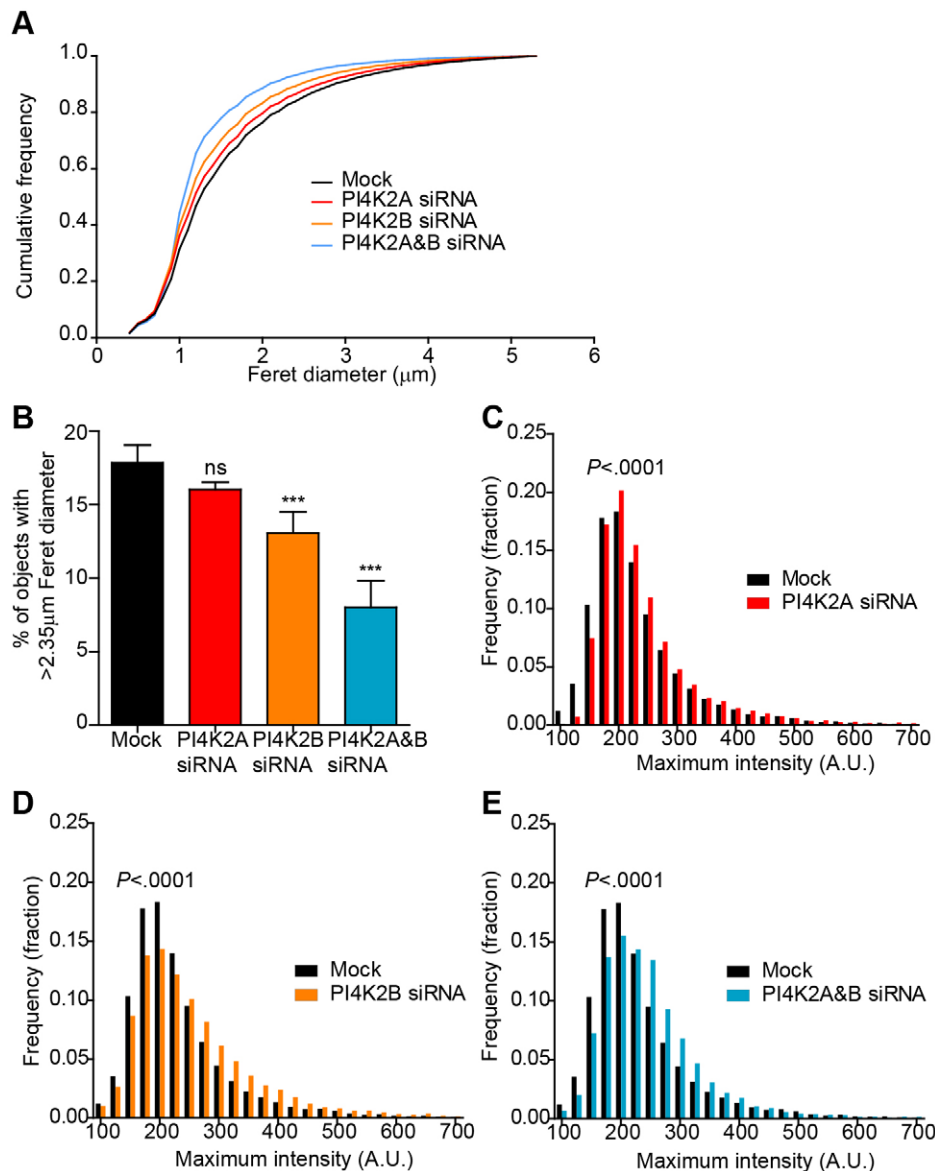 A
Cumulative frequency
1.0
0.8
0.6
0.4
0.2
0.0
0 1 2 3 4 5 6
Feret diameter (μm)
Mock
PI4K2A siRNA
PI4K2B siRNA
PI4K2A&B siRNA
B
% of objects with
>2.35μm Feret diameter
20
15
10
5
0
ns
***
***
Mock PI4K2A PI4K2B PI4K2A&B
siRNA siRNA siRNA
C
Frequency (fraction)
0.25
0.20
0.15
0.10
0.05
0.00
P<.0001
Mock
PI4K2A siRNA
100 200 300 400 500 600 700
Maximum intensity (A.U.)
D
Frequency (fraction)
0.25
0.20
0.15
0.10
0.05
0.00
P<.0001
Mock
PI4K2B siRNA
100 200 300 400 500 600 700
Maximum intensity (A.U.)
E
Frequency (fraction)
0.25
0.20
0.15
0.10
0.05
0.00
P<.0001
Mock
PI4K2A&B siRNA
100 200 300 400 500 600 700
Maximum intensity (A.U.)